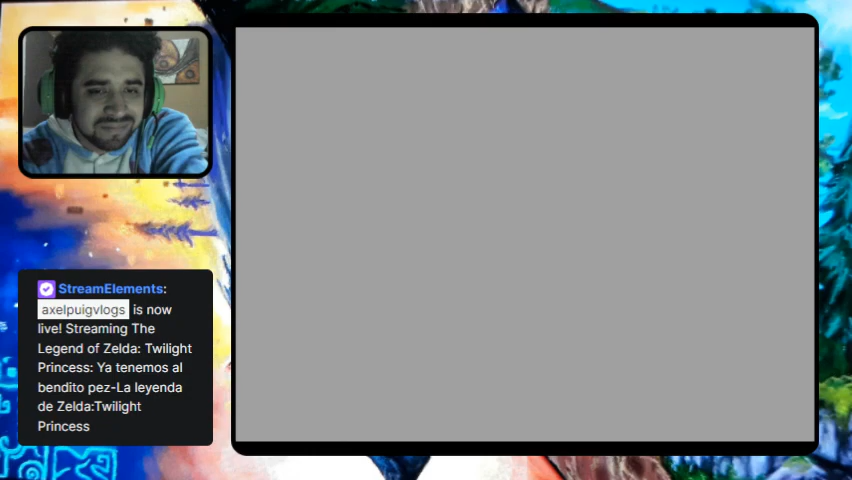 StreamElements:
axelpuigvlogs is now
live! Streaming The
Legend of Zelda: Twilight
Princess: Ya tenemos al
bendito pez-La leyenda
de Zelda:Twilight
Princess